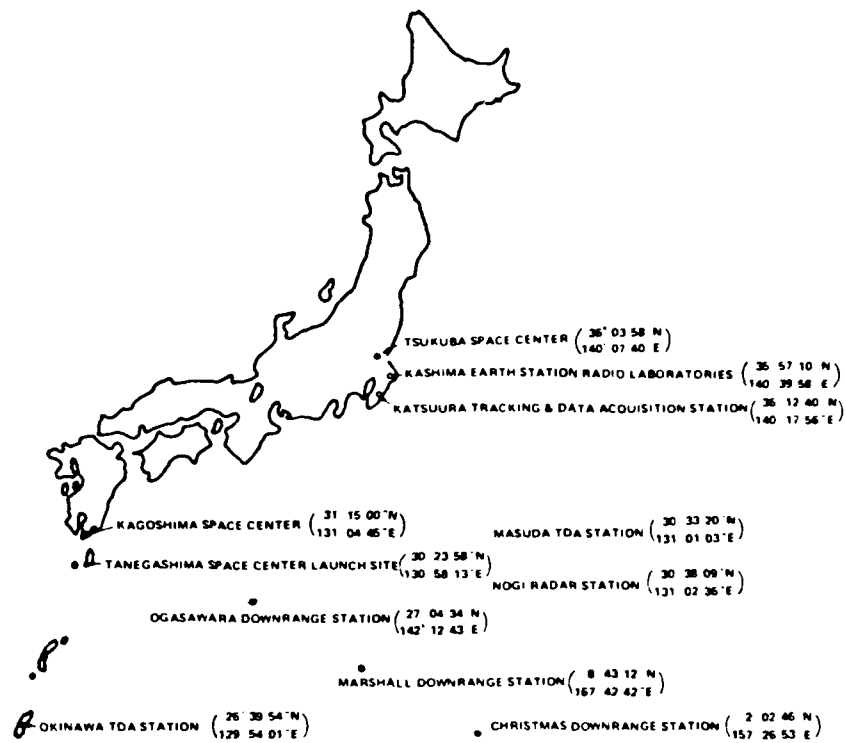 TSUKUBA SPACE CENTER (36° 03 58 N
140° 07 40 E)
KASHIMA EARTH STATION RADIO LABORATORIES (35 57 10 N
140 39 58 E)
KATSUURA TRACKING & DATA ACQUISITION STATION (35 12 40 N
140 17 56" E)
KAGOSHIMA SPACE CENTER (31 15 00" N
131 04 45" E)
MASUDA TDA STATION (30 33 20 N
131 01 03" E)
TANEGASHIMA SPACE CENTER LAUNCH SITE (30 23 58" N
130 58 13" E)
NOGI RADAR STATION (30 38 09 N
131 02 36 E)
OGASAWARA DOWNRANGE STATION (27 04 34 N
142° 12 43 E)
MARSHALL DOWNRANGE STATION (8 43 12 N
167 42 42" E)
OKINAWA TDA STATION (26 39 54" N
129 54 01" E)
CHRISTMAS DOWNRANGE STATION (2 02 46 N
157 26 53 E)